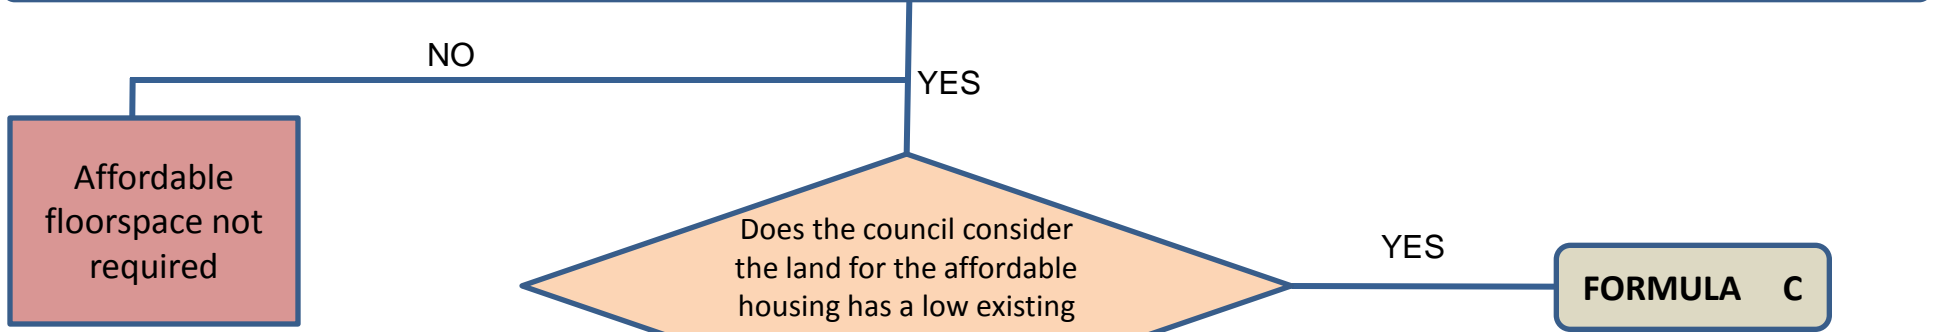 NO
YES
Affordable
floorspace not
required
Does the council consider
the land for the affordable
housing has a low existing
YES
FORMULA C